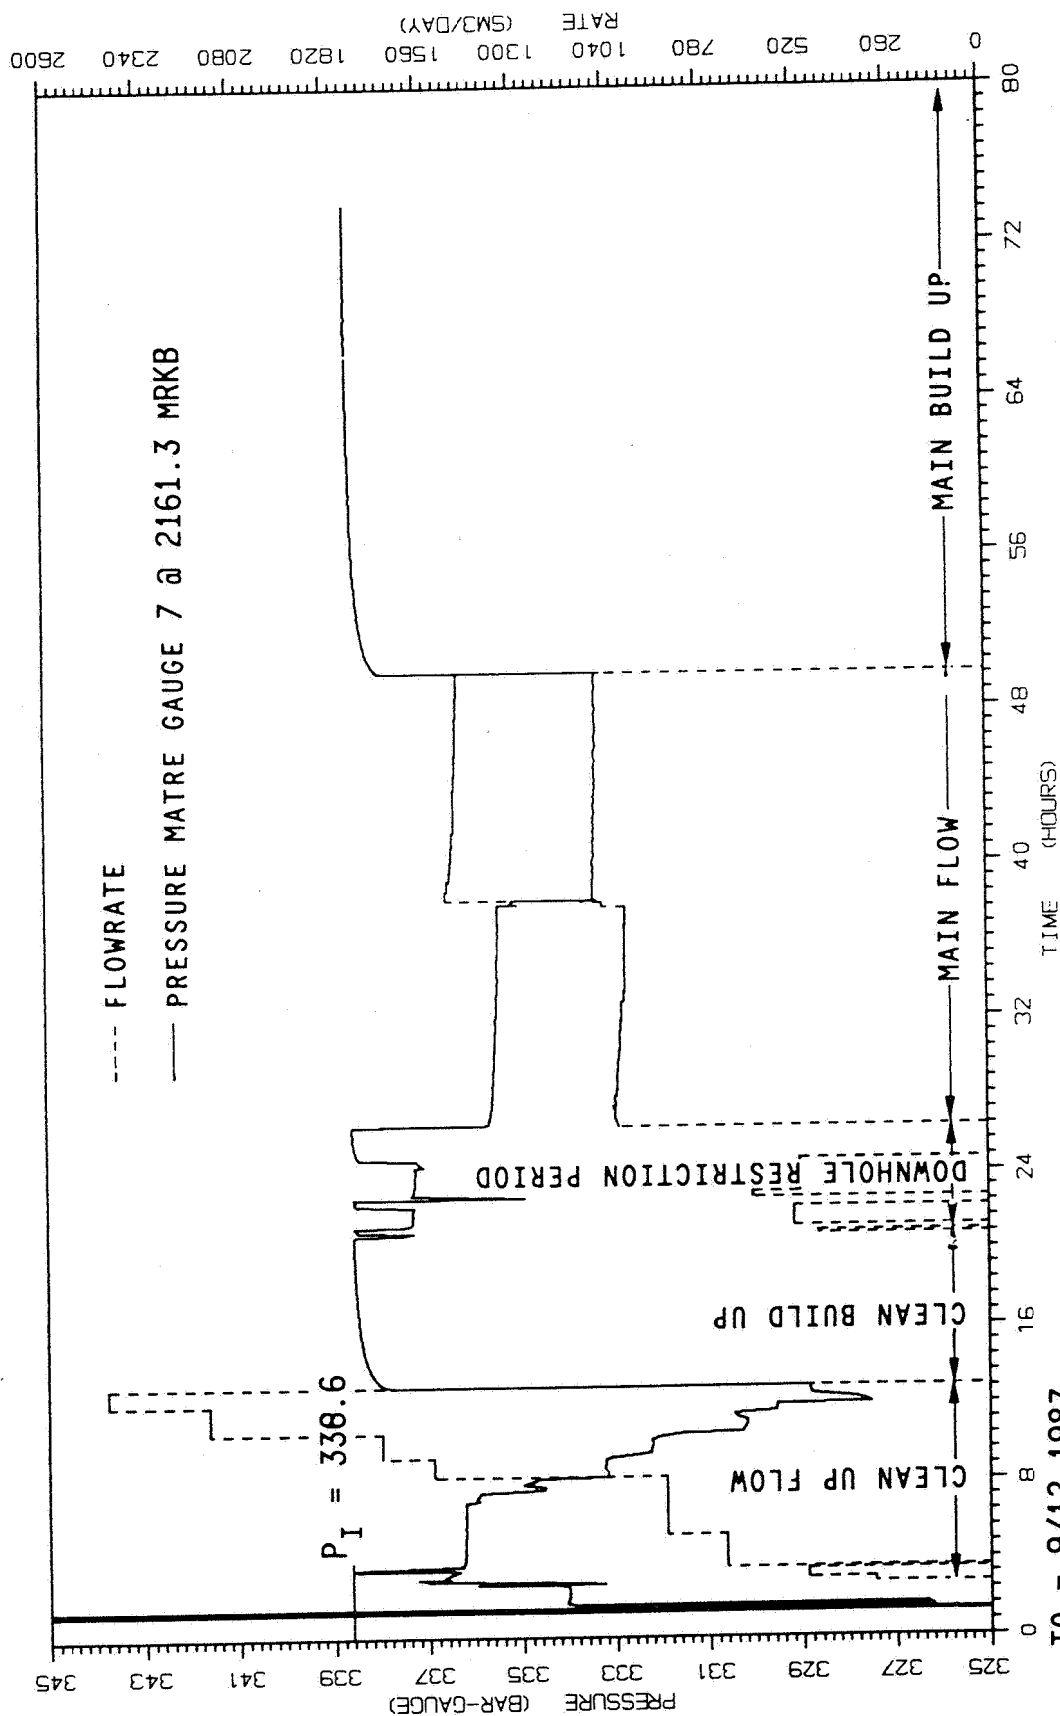 ---- FLOWRATE
—— PRESSURE MATRE GAUGE 7 @ 2161.3 MRKB
P_I = 338.6
PRESSURE (BAR-GAUGE)
345
343
341
339
337
335
333
331
329
327
325
RATE (SM3/DAY)
2600
2340
2080
1820
1560
1300
1040
780
520
260
0
CLEAN UP FLOW
CLEAN BUILD UP
DOWNHOLE RESTRICTION PERIOD
MAIN FLOW
MAIN BUILD UP
0 8 16 24 32 40 48 56 64 72 80
TIME (HOURS)